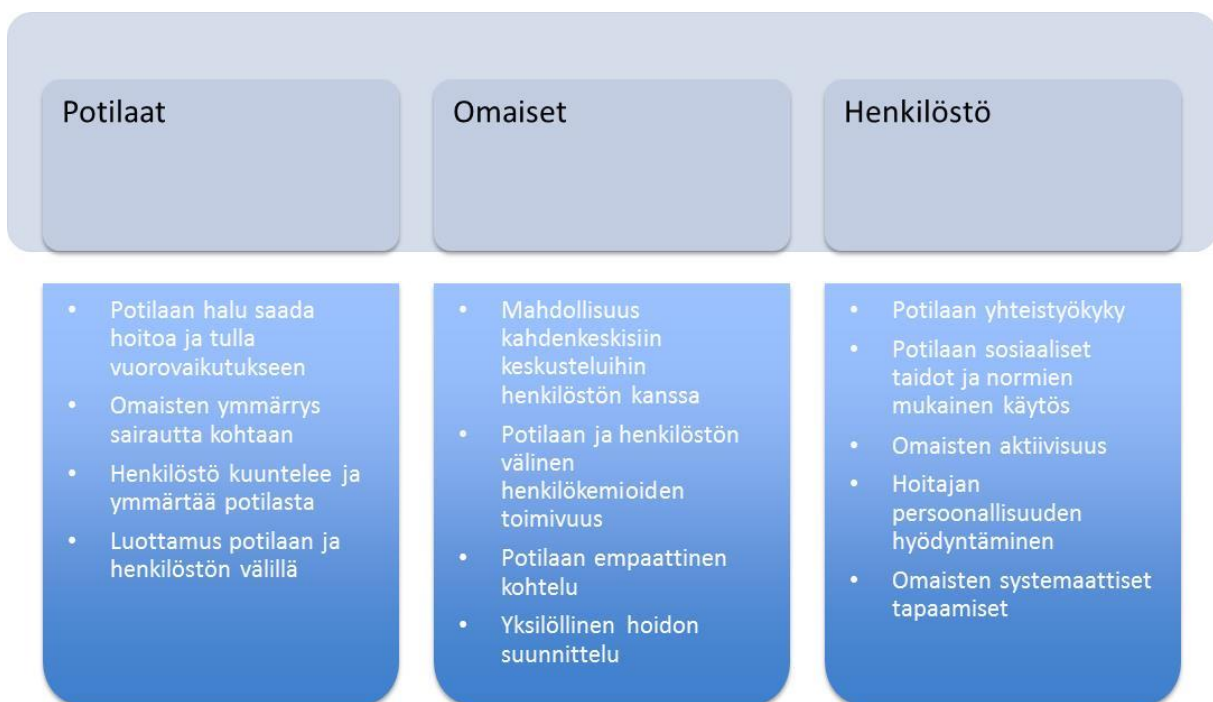 Potilaat
Omaiset
Henkilöstö
• Potilaan halu saada
hoitoa ja tulla
vuorovaikutukseen
• Omaisten ymmärrys
sairautta kohtaan
• Henkilöstö kuuntelee ja
ymmärtää potilasta
• Luottamus potilaan ja
henkilöstön välillä
• Mahdollisuus
kahdenkeskisiin
keskusteluihin
henkilöstön kanssa
• Potilaan ja henkilöstön
välinen
henkilökemioiden
toimivuus
• Potilaan empaattinen
kohtelu
• Yksilöllinen hoidon
suunnittelu
• Potilaan yhteistyökyky
• Potilaan sosiaaliset
taidot ja normien
mukainen käytös
• Omaisten aktiivisuus
• Hoitajan
persoonallisuuden
hyödyntäminen
• Omaisten systemaattiset
tapaamiset